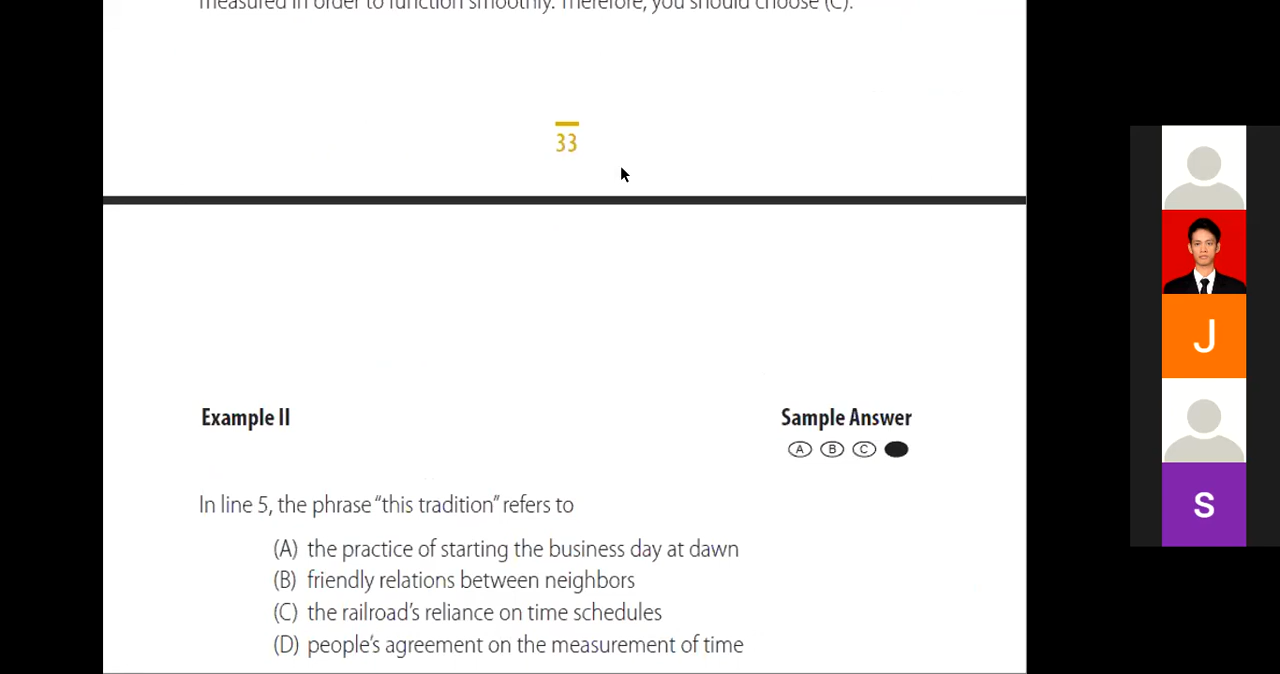 measured in order to function smoothly. Therefore, you should choose (C).
33
Example II
Sample Answer
A B C
In line 5, the phrase “this tradition” refers to
(A) the practice of starting the business day at dawn
(B) friendly relations between neighbors
(C) the railroad’s reliance on time schedules
(D) people’s agreement on the measurement of time
J
S